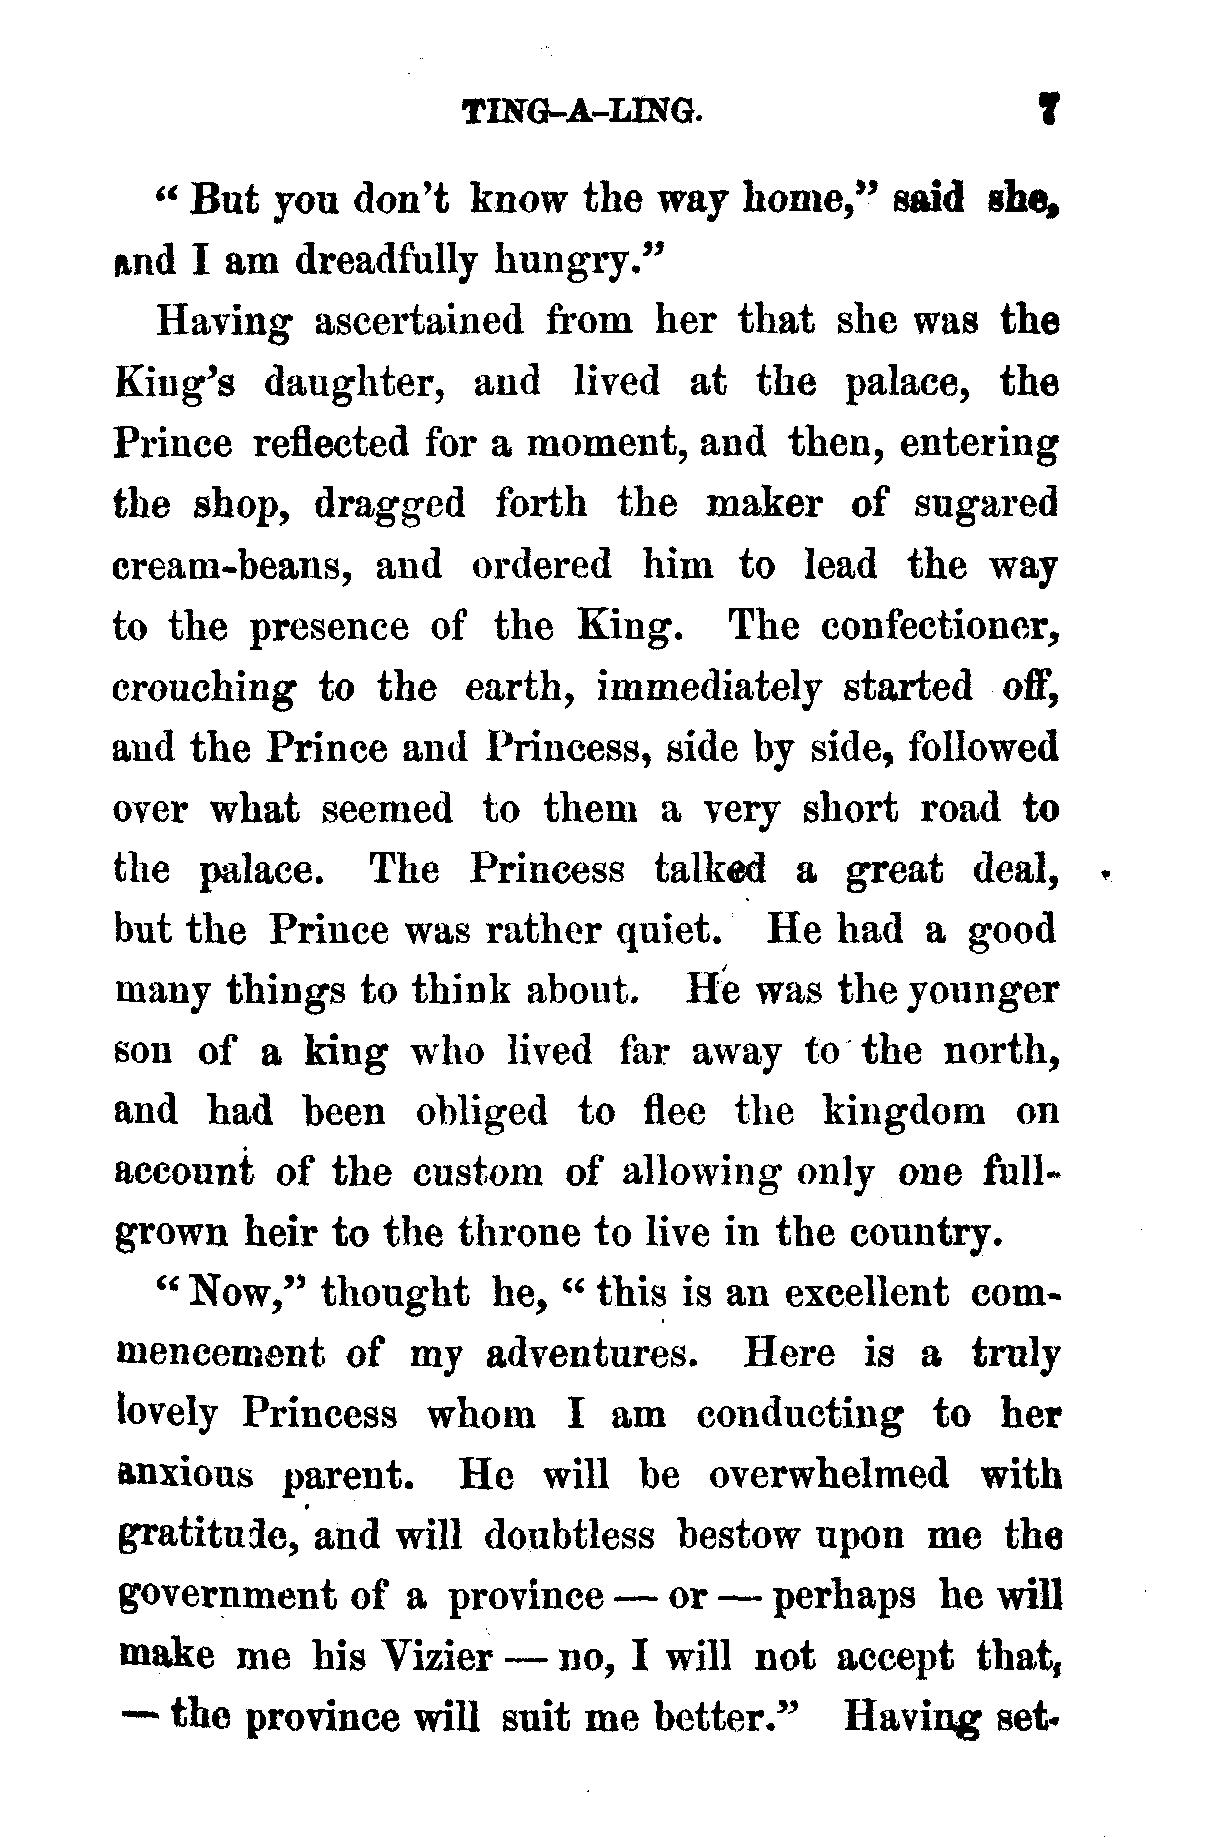 TING-A-LING. 7
“ But you don’t know the way home,” said she,
and I am dreadfully hungry.”
Having ascertained from her that she was the
King’s daughter, and lived at the palace, the
Prince reflected for a moment, and then, entering
the shop, dragged forth the maker of sugared
cream-beans, and ordered him to lead the way
to the presence of the King. The confectioner,
crouching to the earth, immediately started off,
and the Prince and Princess, side by side, followed
over what seemed to them a very short road to
the palace. The Princess talked a great deal,
but the Prince was rather quiet. He had a good
many things to think about. He was the younger
son of a king who lived far away to the north,
and had been obliged to flee the kingdom on
account of the custom of allowing only one full-
grown heir to the throne to live in the country.
“ Now,” thought he, “ this is an excellent com-
mencement of my adventures. Here is a truly
lovely Princess whom I am conducting to her
anxious parent. He will be overwhelmed with
gratitude, and will doubtless bestow upon me the
government of a province — or — perhaps he will
make me his Vizier — no, I will not accept that,
— the province will suit me better.” Having set-